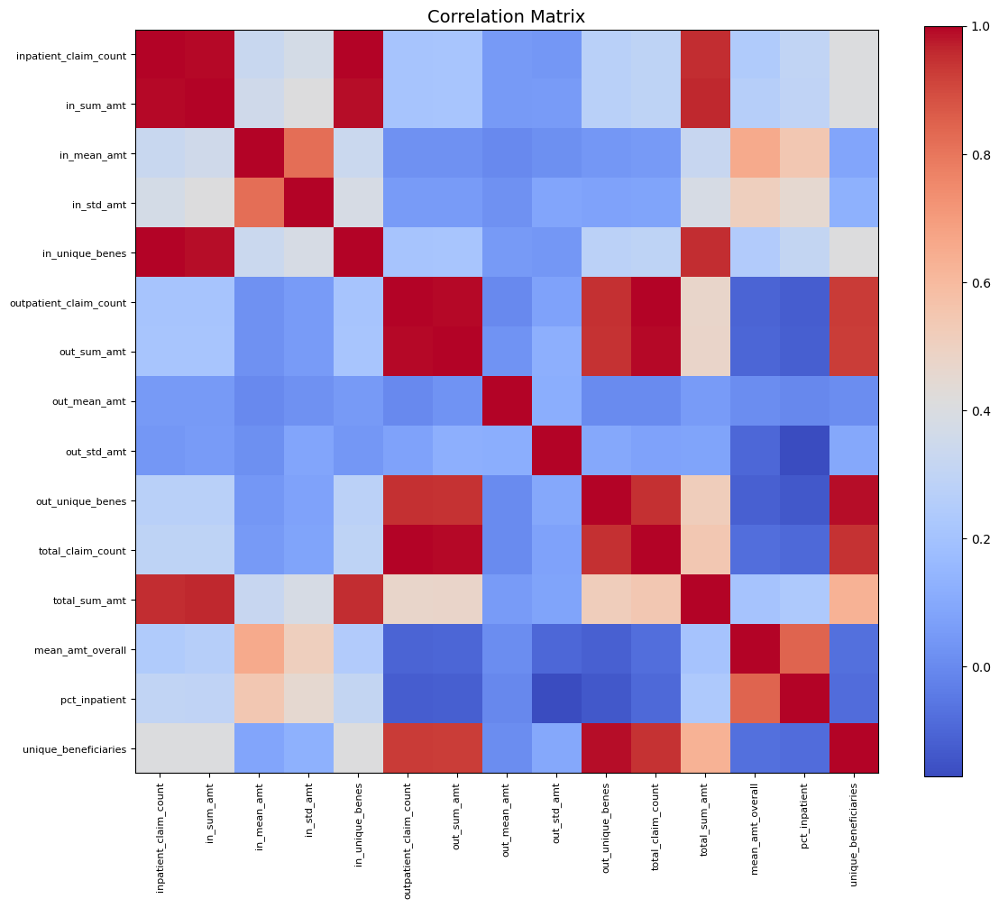 Correlation Matrix
inpatient_claim_count
in_sum_amt
in_mean_amt
in_std_amt
in_unique_benes
outpatient_claim_count
out_sum_amt
out_mean_amt
out_std_amt
out_unique_benes
total_claim_count
total_sum_amt
mean_amt_overall
pct_inpatient
unique_beneficiaries
inpatient_claim_count
in_sum_amt
in_mean_amt
in_std_amt
in_unique_benes
outpatient_claim_count
out_sum_amt
out_mean_amt
out_std_amt
out_unique_benes
total_claim_count
total_sum_amt
mean_amt_overall
pct_inpatient
unique_beneficiaries
1.0
0.8
0.6
0.4
0.2
0.0